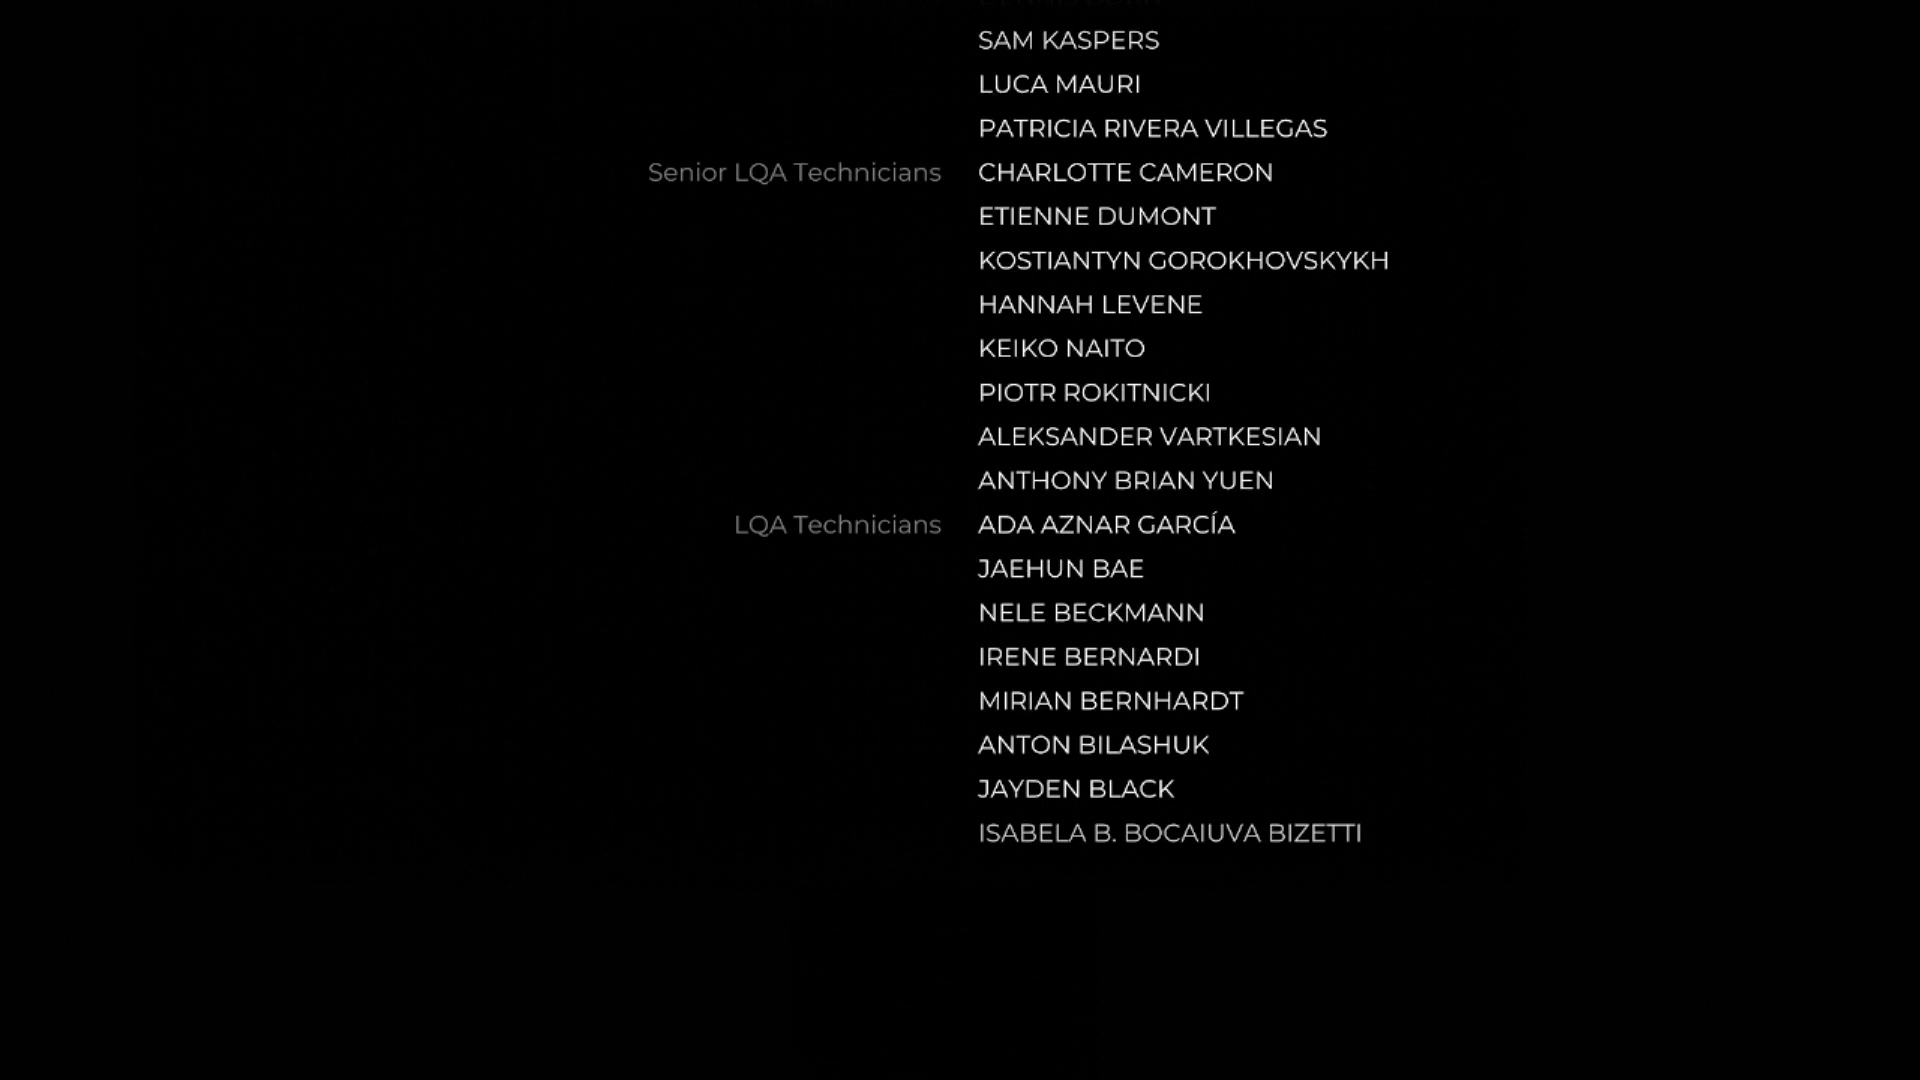 SAM KASPERS
LUCA MAURI
PATRICIA RIVERA VILLEGAS
Senior LQA Technicians CHARLOTTE CAMERON
ETIENNE DUMONT
KOSTIANTYN GOROKHOVSKYKH
HANNAH LEVENE
KEIKO NAITO
PIOTR ROKITNICKI
ALEKSANDER VARTKESIAN
ANTHONY BRIAN YUEN
LQA Technicians ADA AZNAR GARCÍA
JAEHUN BAE
NELE BECKMANN
IRENE BERNARDI
MIRIAN BERNHARDT
ANTON BILASHUK
JAYDEN BLACK
ISABELA B. BOCAIUVA BIZETTI